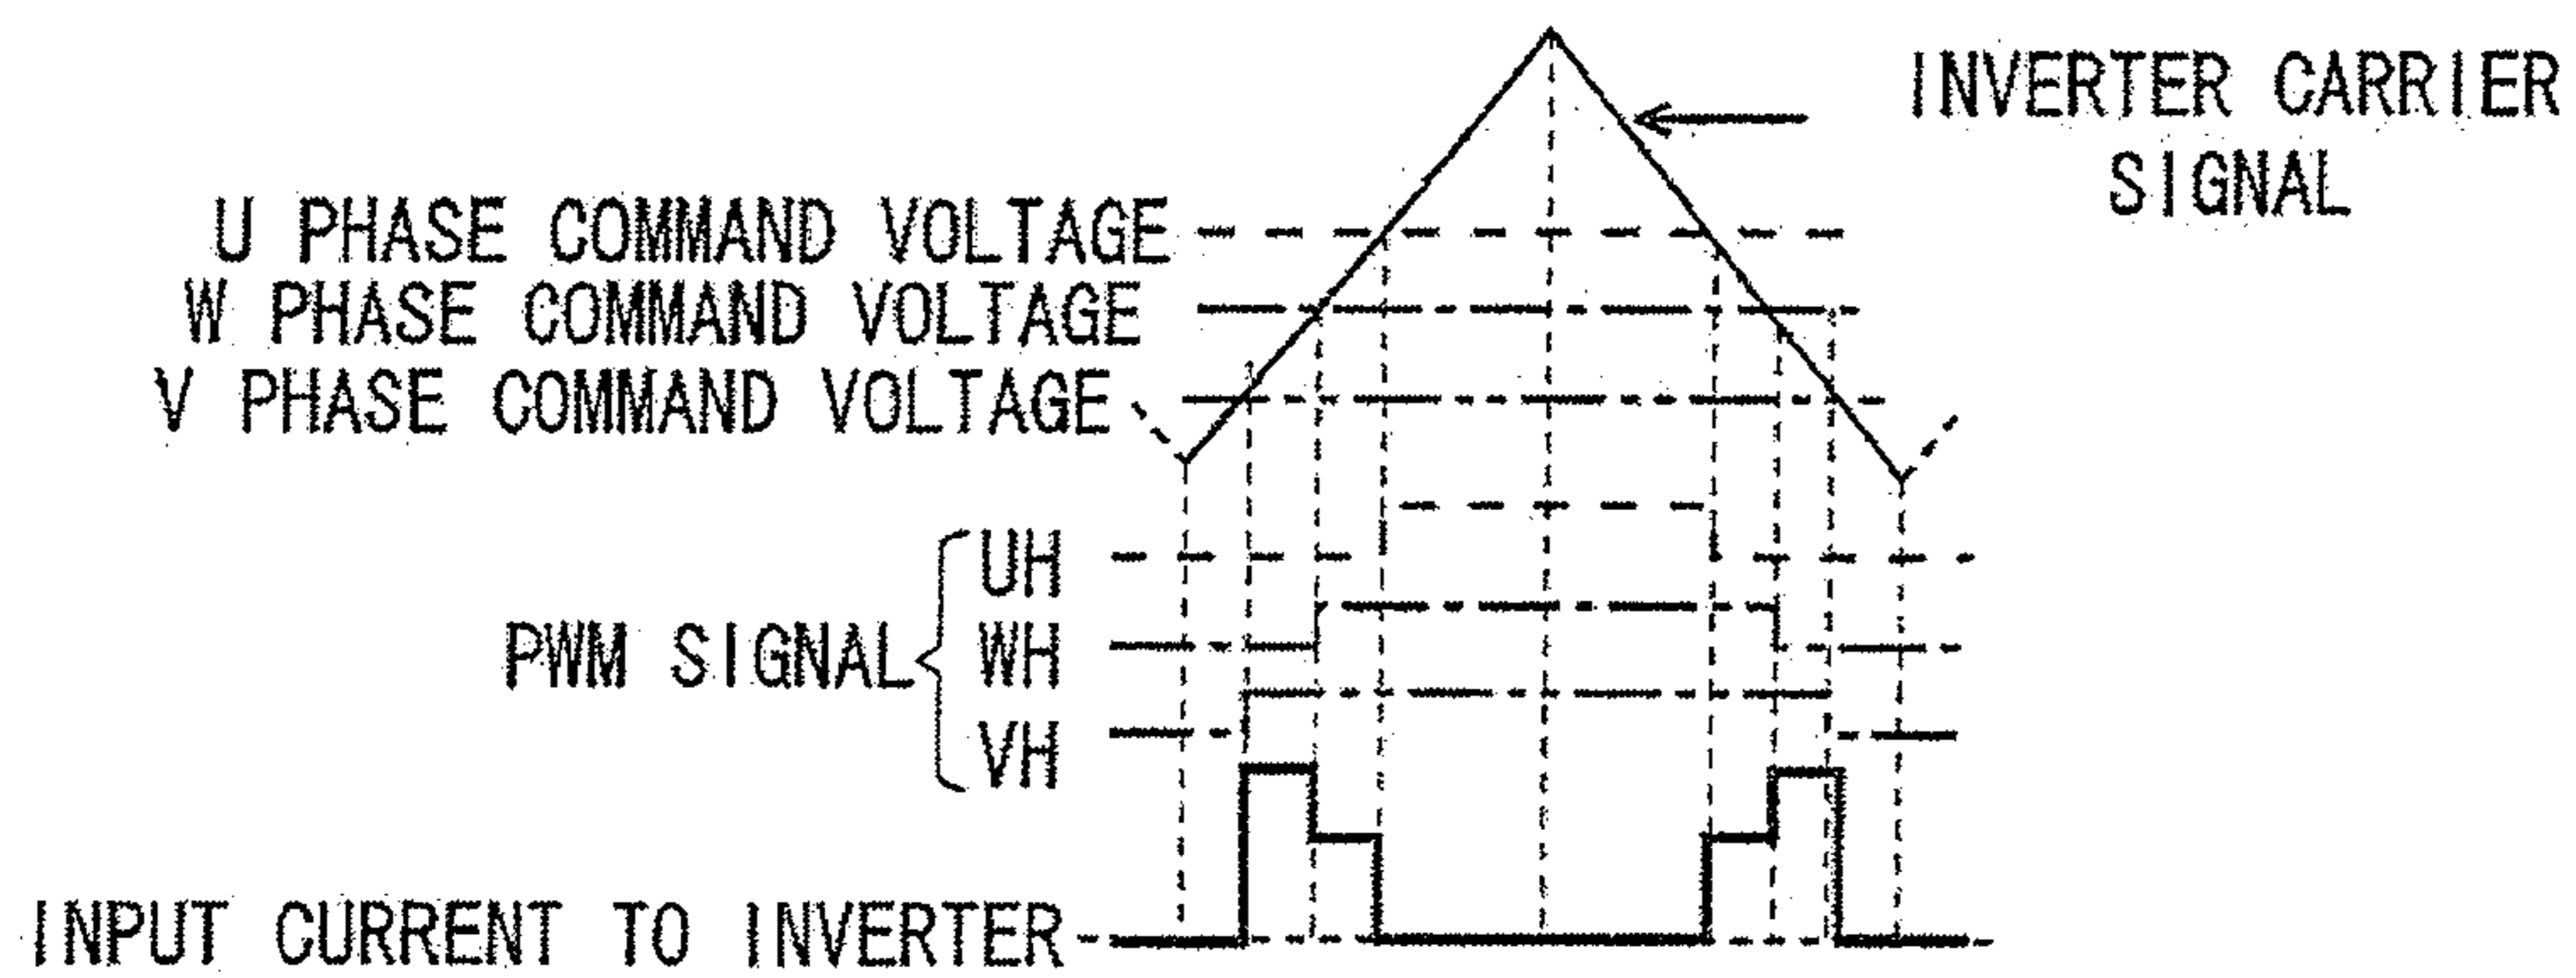 INVERTER CARRIER
SIGNAL
U PHASE COMMAND VOLTAGE
W PHASE COMMAND VOLTAGE
V PHASE COMMAND VOLTAGE
UH
PWM SIGNAL WH
VH
INPUT CURRENT TO INVERTER